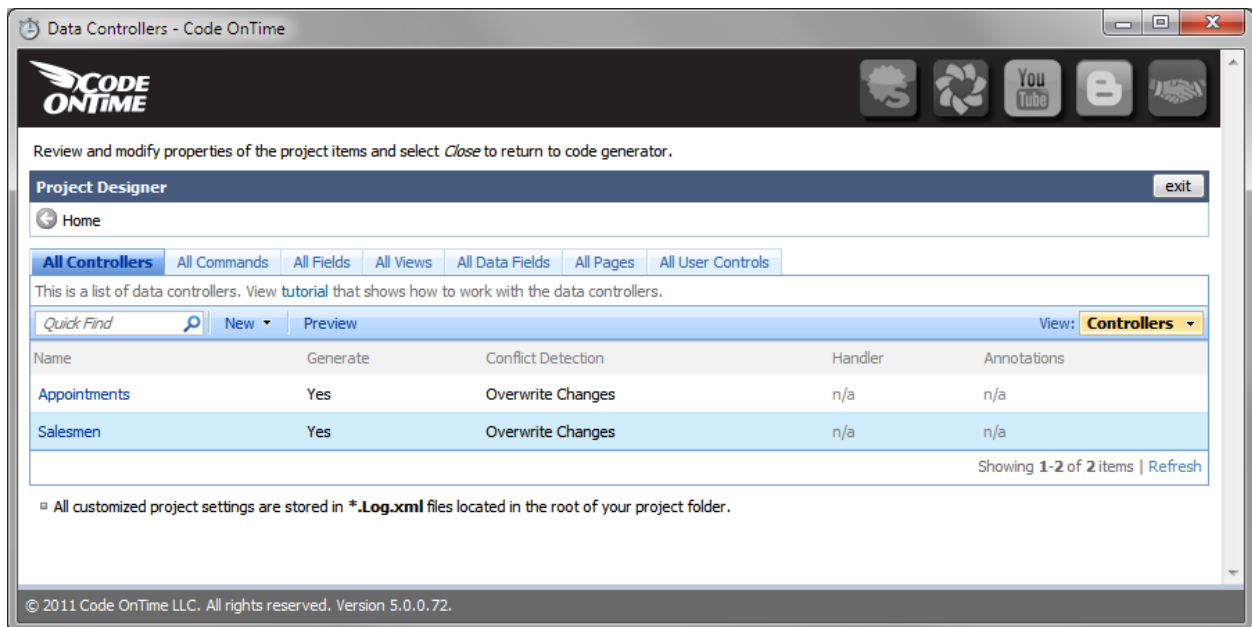 Data Controllers - Code OnTime
CODE
ONTIME
You
Tube
Review and modify properties of the project items and select Close to return to code generator.
Project Designer exit
Home
All Controllers All Commands All Fields All Views All Data Fields All Pages All User Controls
This is a list of data controllers. View tutorial that shows how to work with the data controllers.
Quick Find New Preview View: Controllers
Name Generate Conflict Detection Handler Annotations
Appointments Yes Overwrite Changes n/a n/a
Salesmen Yes Overwrite Changes n/a n/a
Showing 1-2 of 2 items | Refresh
All customized project settings are stored in *.Log.xml files located in the root of your project folder.
© 2011 Code OnTime LLC. All rights reserved. Version 5.0.0.72.